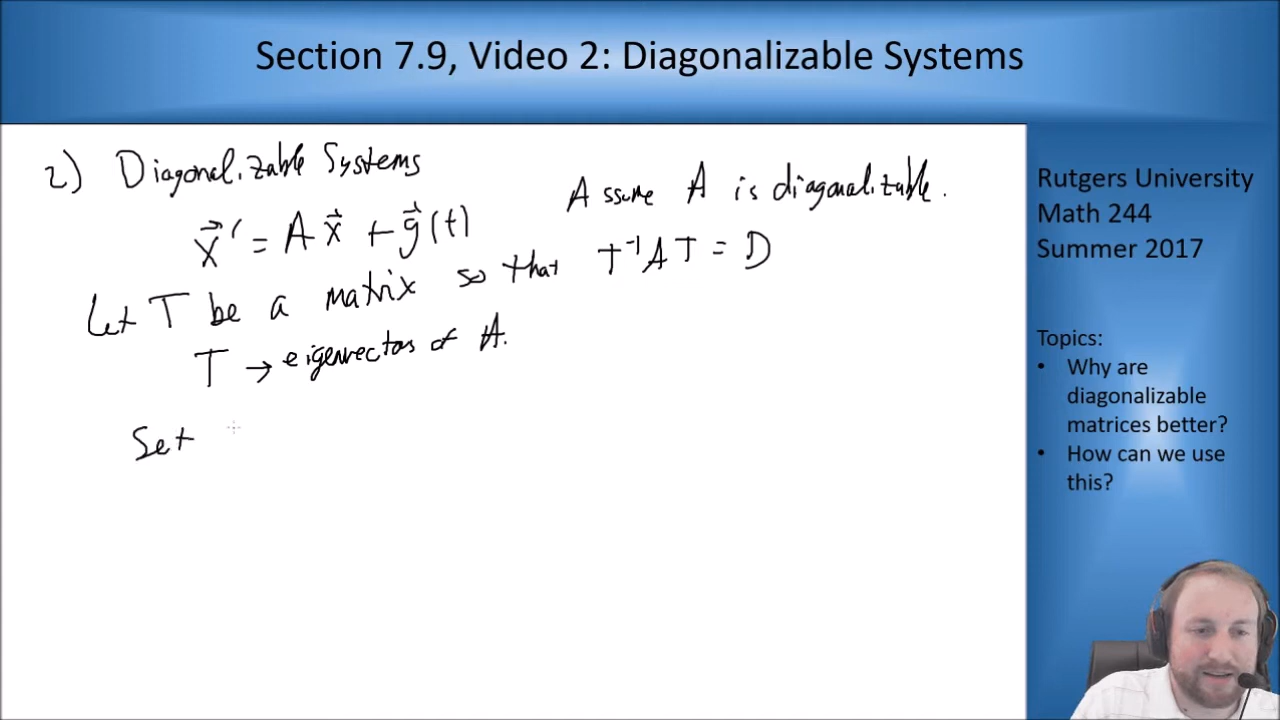 Section 7.9, Video 2: Diagonalizable Systems
2) Diagonalizable Systems
Assume A is diagonalizable.
x⃗′ = Ax⃗ + g⃗(t)
Let T be a matrix so that T⁻¹AT = D
T → eigenvectors of A.
Set
Rutgers University
Math 244
Summer 2017
Topics:
• Why are
diagonalizable
matrices better?
• How can we use
this?